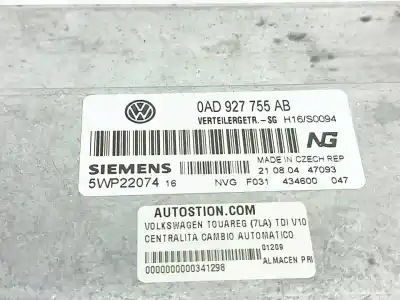 0AD 927 755 AB
VERTEILERGETR.-SG H16/S0094
NG
SIEMENS
MADE IN CZECH REP
21 08.04 47093
5WP22074 16 NVG F031 434600 047
AUTOSTION.COM
VOLKSWAGEN TOUAREG (7LA) TDI V10
CENTRALITA CAMBIO AUTOMATICO
01209
ALMACEN PRI
0000000000341298